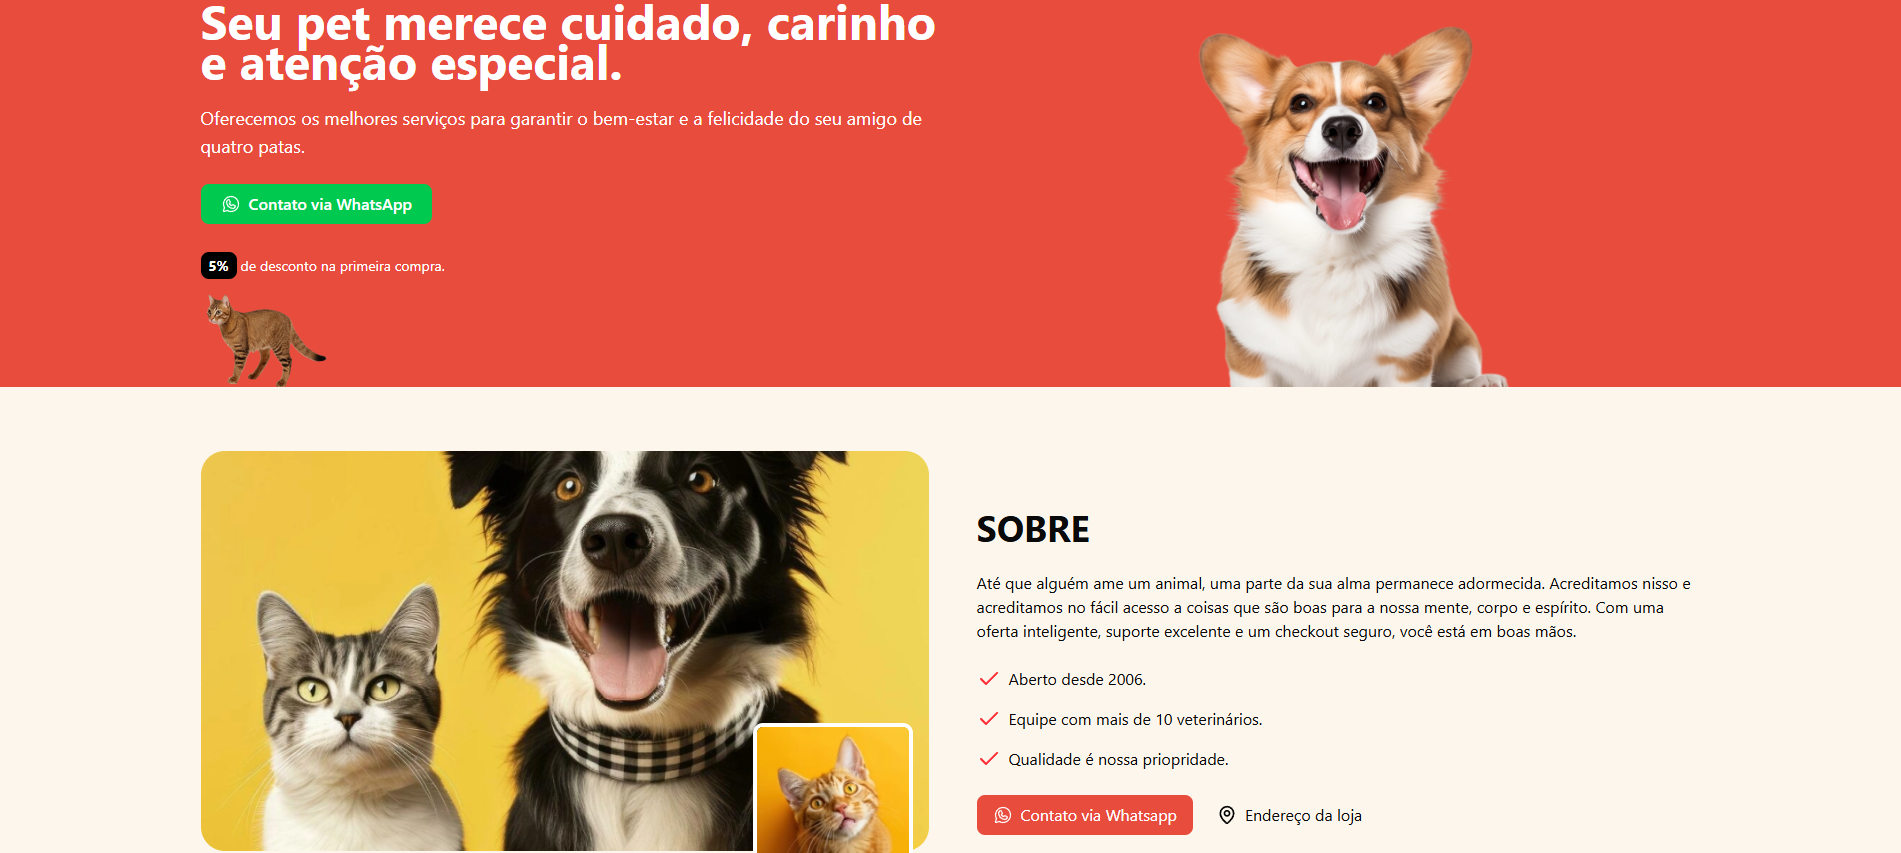 Seu pet merece cuidado, carinho
e atenção especial.
Oferecemos os melhores serviços para garantir o bem-estar e a felicidade do seu amigo de
quatro patas.
Contato via WhatsApp
5% de desconto na primeira compra.
SOBRE
Até que alguém ame um animal, uma parte da sua alma permanece adormecida. Acreditamos nisso e
acreditamos no fácil acesso a coisas que são boas para a nossa mente, corpo e espírito. Com uma
oferta inteligente, suporte excelente e um checkout seguro, você está em boas mãos.
Aberto desde 2006.
Equipe com mais de 10 veterinários.
Qualidade é nossa priopridade.
Contato via Whatsapp
Endereço da loja